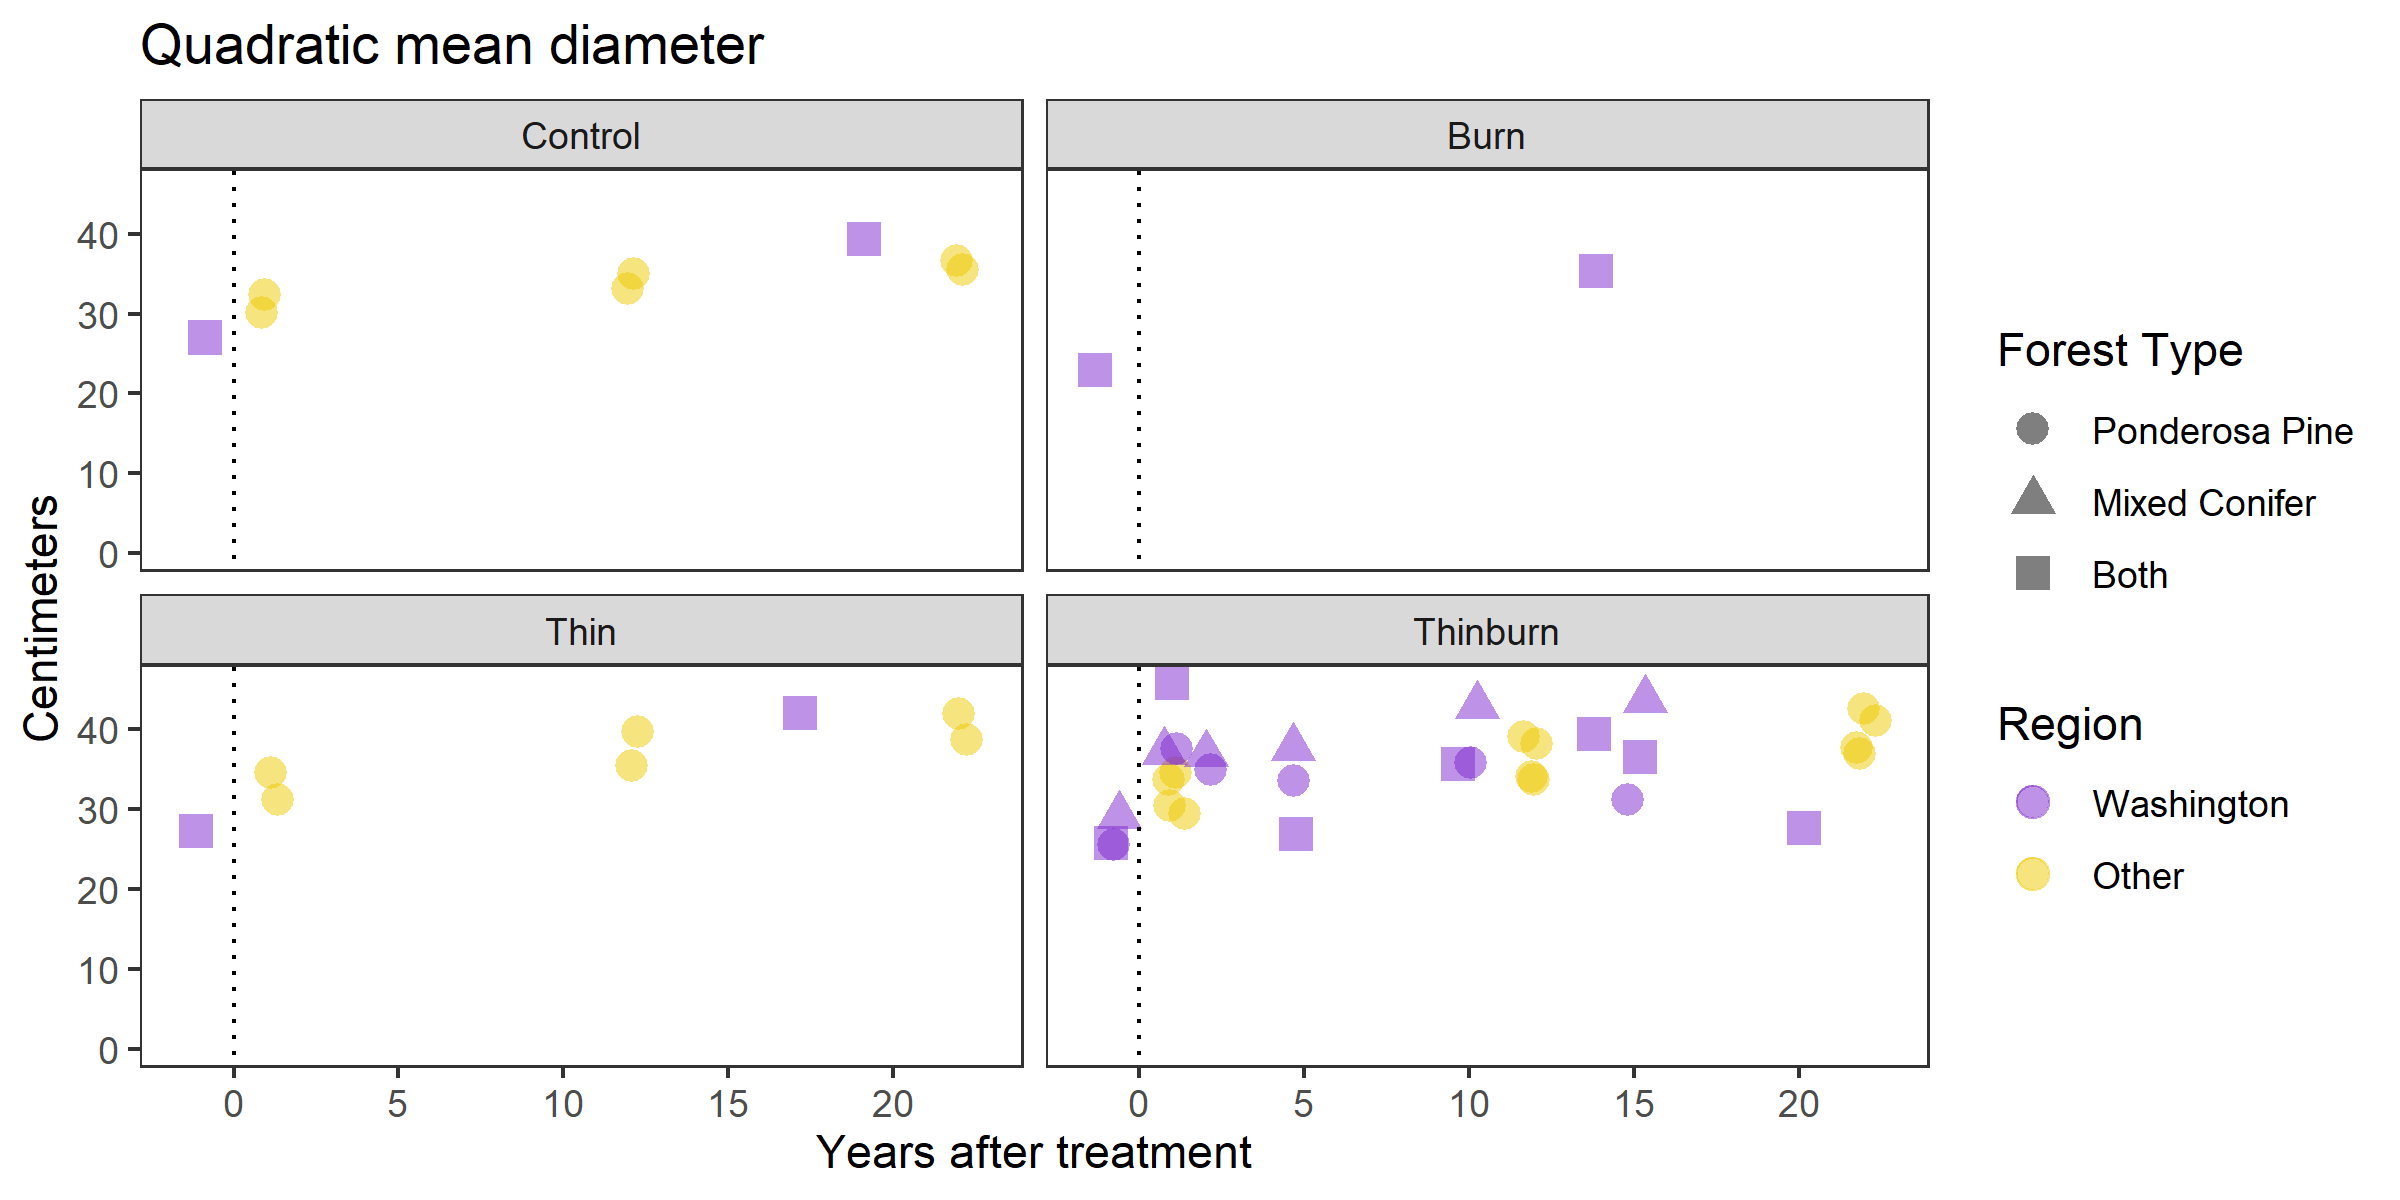 Quadratic mean diameter
Control
Burn
40
30
20
10
0
Thin
Thinburn
40
30
20
10
0
0 5 10 15 20
0 5 10 15 20
Years after treatment
Centimeters
Forest Type
Ponderosa Pine
Mixed Conifer
Both
Region
Washington
Other